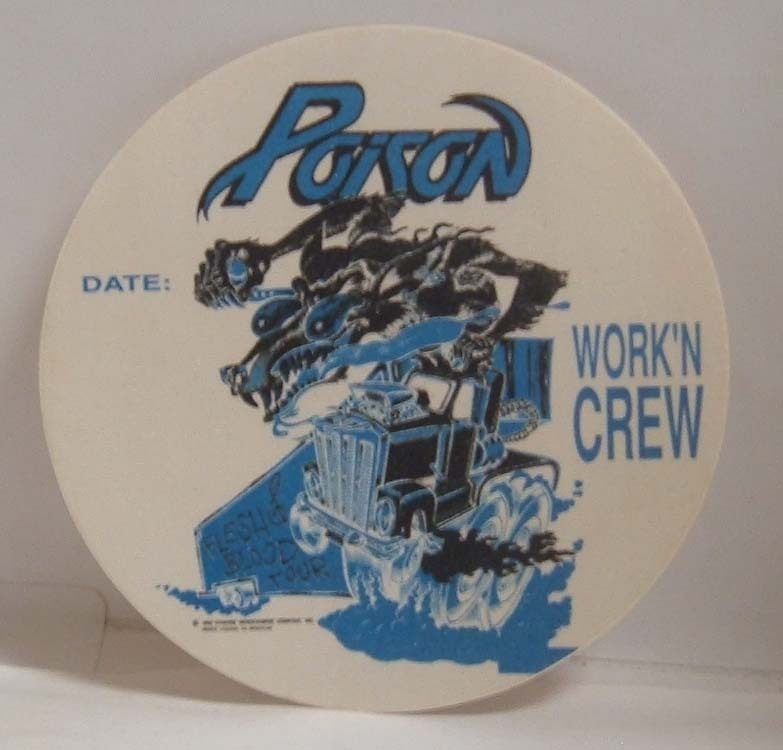 POISON
DATE:
WORK'N
CREW
FLESH &
BLOOD
TOUR